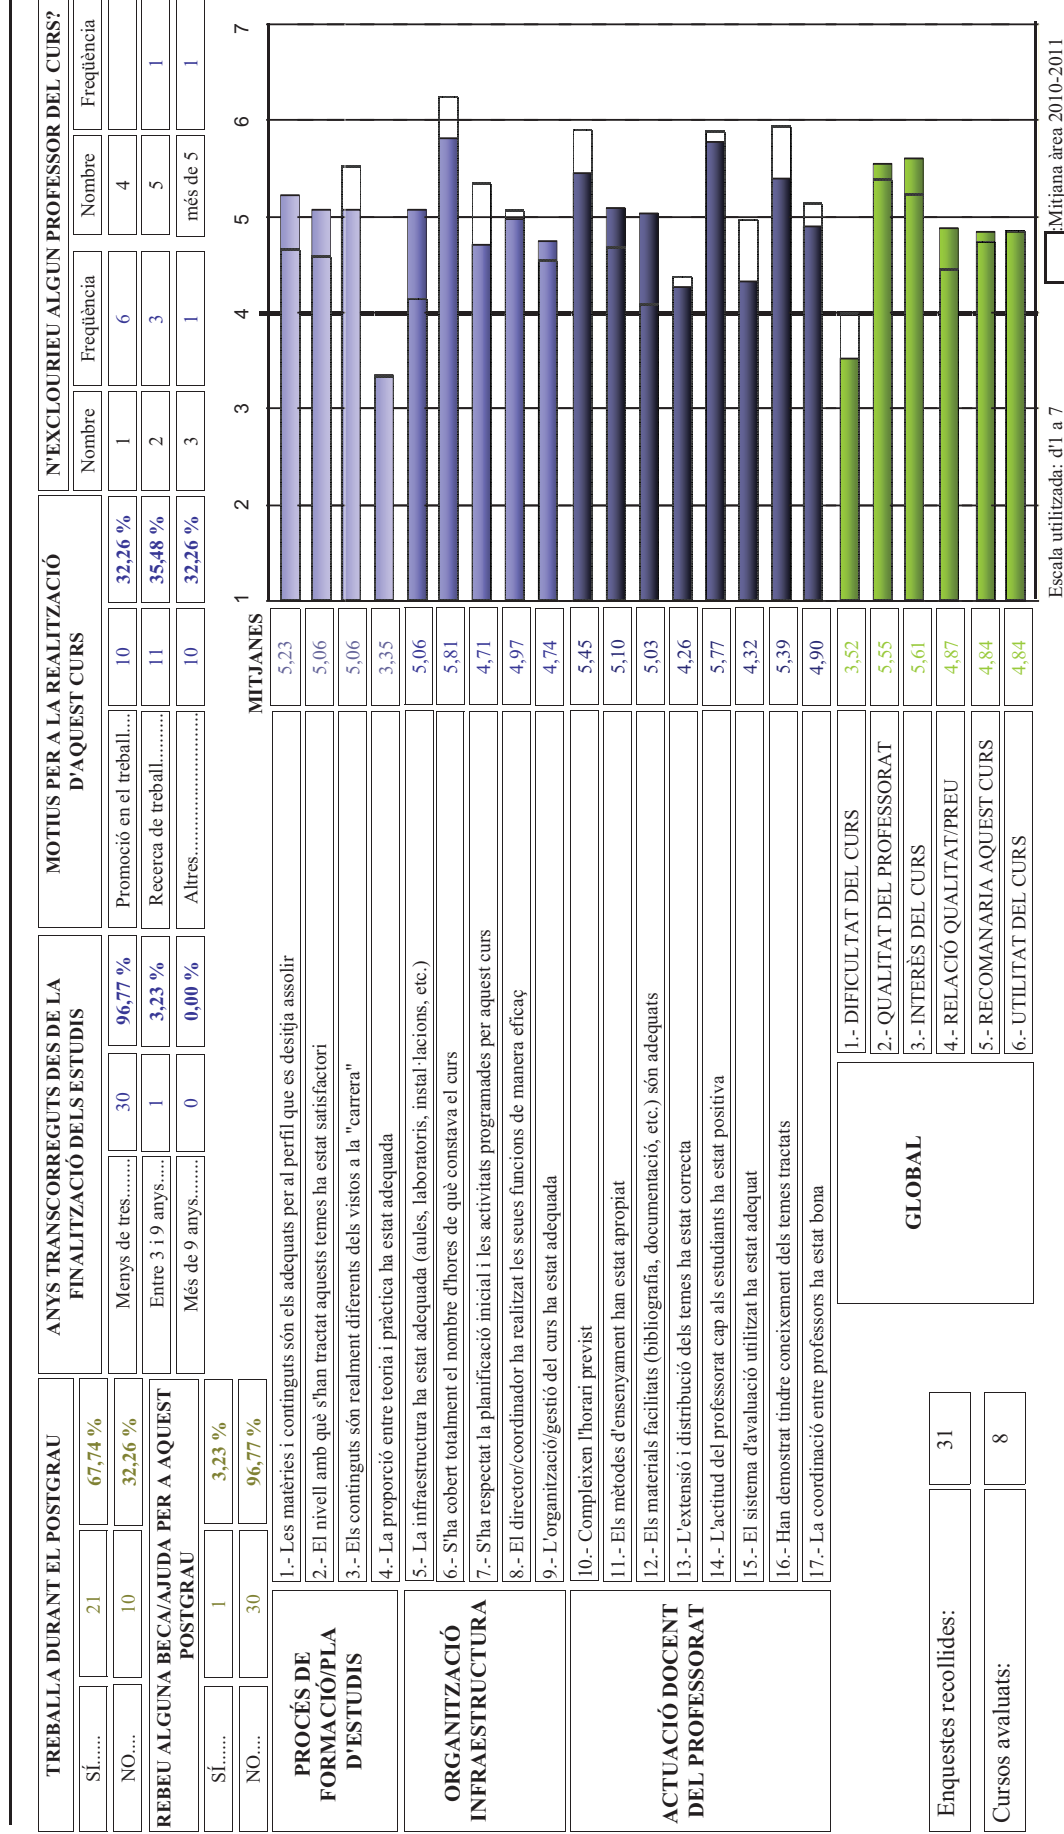 TREBALLA DURANT EL POSTGRAU
SÍ...... 21 67,74 %
NO.... 10 32,26 %
REBEU ALGUNA BECA/AJUDA PER A AQUEST
POSTGRAU
SÍ...... 1 3,23 %
NO.... 30 96,77 %
ANYS TRANSCORREGUTS DES DE LA
FINALITZACIÓ DELS ESTUDIS
Menys de tres....... 30 96,77 %
Entre 3 i 9 anys..... 1 3,23 %
Més de 9 anys........ 0 0,00 %
MOTIUS PER A LA REALITZACIÓ
D'AQUEST CURS
Promoció en el treball... 10 32,26 %
Recerca de treball.......... 11 35,48 %
Altres............................. 10 32,26 %
N'EXCLOURIEU ALGUN PROFESSOR DEL CURS?
Nombre Freqüència Nombre Freqüència
1 6 4
2 3 5 1
3 1 més de 5 1
MITJANES
1 2 3 4 5 6 7
PROCÉS DE
FORMACIÓ/PLA
D'ESTUDIS
1.- Les matèries i continguts són els adequats per al perfil que es desitja assolir 5,23
2.- El nivell amb què s'han tractat aquests temes ha estat satisfactori 5,06
3.- Els continguts són realment diferents dels vistos a la "carrera" 5,06
4.- La proporció entre teoria i pràctica ha estat adequada 3,35
ORGANITZACIÓ
INFRAESTRUCTURA
5.- La infraestructura ha estat adequada (aules, laboratoris, instal·lacions, etc.) 5,06
6.- S'ha cobert totalment el nombre d'hores de què constava el curs 5,81
7.- S'ha respectat la planificació inicial i les activitats programades per aquest curs 4,71
8.- El director/coordinador ha realitzat les seues funcions de manera eficaç 4,97
9.- L'organització/gestió del curs ha estat adequada 4,74
ACTUACIÓ DOCENT
DEL PROFESSORAT
10.- Compleixen l'horari previst 5,45
11.- Els mètodes d'ensenyament han estat apropiat 5,10
12.- Els materials facilitats (bibliografia, documentació, etc.) són adequats 5,03
13.- L'extensió i distribució dels temes ha estat correcta 4,26
14.- L'actitud del professorat cap als estudiants ha estat positiva 5,77
15.- El sistema d'avaluació utilitzat ha estat adequat 4,32
16.- Han demostrat tindre coneixement dels temes tractats 5,39
17.- La coordinació entre professors ha estat bona 4,90
GLOBAL
1.- DIFICULTAT DEL CURS 3,52
2.- QUALITAT DEL PROFESSORAT 5,55
3.- INTERÈS DEL CURS 5,61
4.- RELACIÓ QUALITAT/PREU 4,87
5.- RECOMANARIA AQUEST CURS 4,84
6.- UTILITAT DEL CURS 4,84
Enquestes recollides: 31
Cursos avaluats: 8
Escala utilitzada: d'1 a 7
:Mitjana àrea 2010-2011